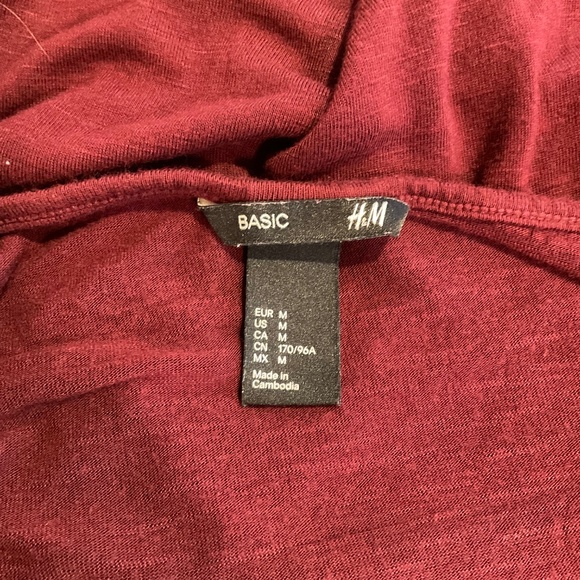 BASIC H&M
EUR M
US M
CA M
CN 170/96A
MX M
Made in
Cambodia